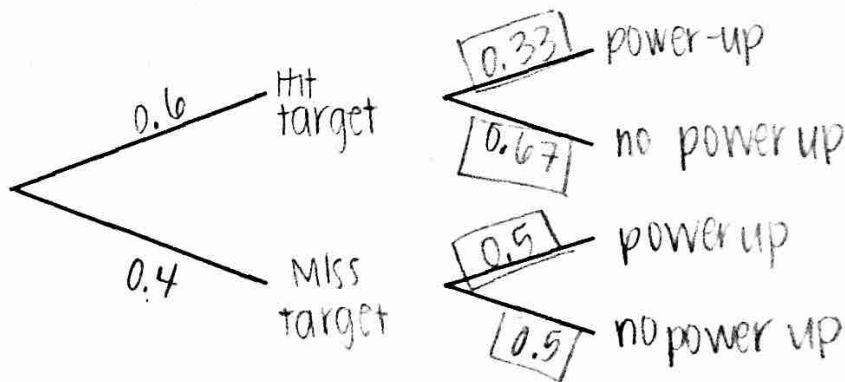 0.6
Hit
target
0.33
power-up
0.67
no power up
0.4
Miss
target
0.5
power up
0.5
no power up